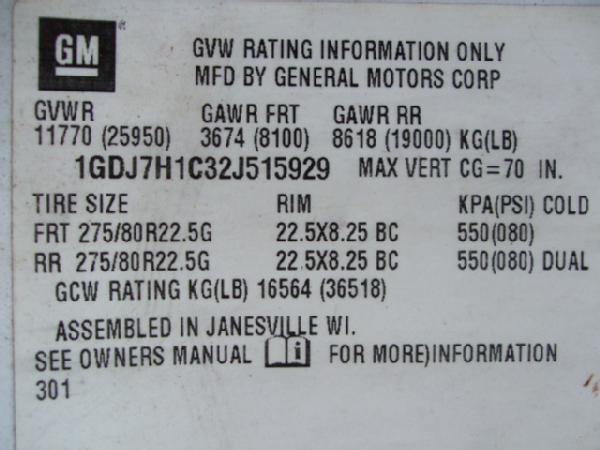 GM
GVW RATING INFORMATION ONLY
MFD BY GENERAL MOTORS CORP
GVWR GAWR FRT GAWR RR
11770 (25950) 3674 (8100) 8618 (19000) KG(LB)
1GDJ7H1C32J515929 MAX VERT CG=70 IN.
TIRE SIZE RIM KPA(PSI) COLD
FRT 275/80R22.5G 22.5X8.25 BC 550(080)
RR 275/80R22.5G 22.5X8.25 BC 550(080) DUAL
GCW RATING KG(LB) 16564 (36518)
ASSEMBLED IN JANESVILLE WI.
SEE OWNERS MANUAL i FOR MORE)INFORMATION
301